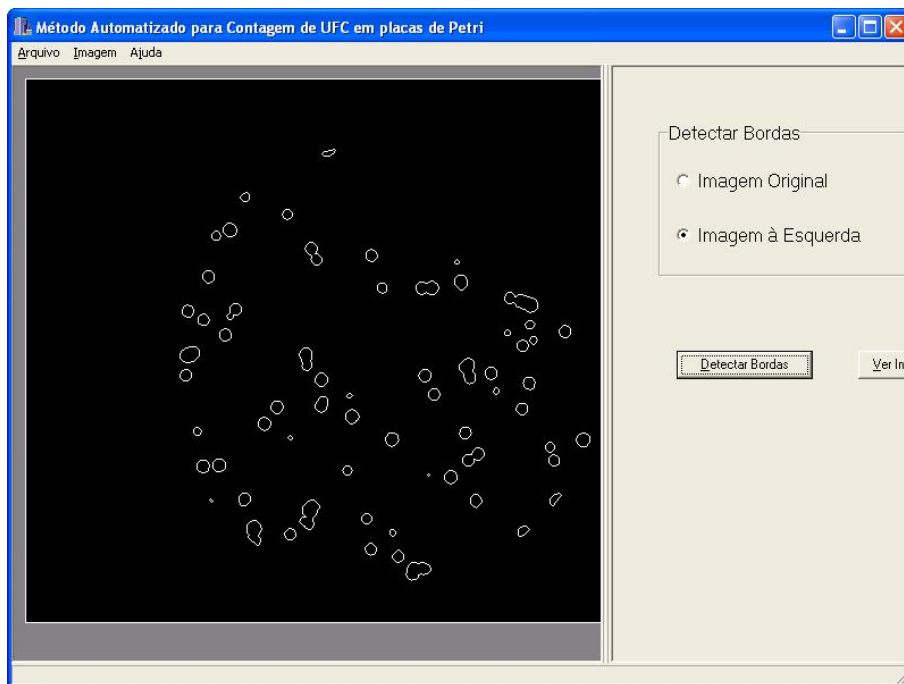 Método Automatizado para Contagem de UFC em placas de Petri
Arquivo Imagem Ajuda
Detectar Bordas
Imagem Original
Imagem à Esquerda
Detectar Bordas
Ver